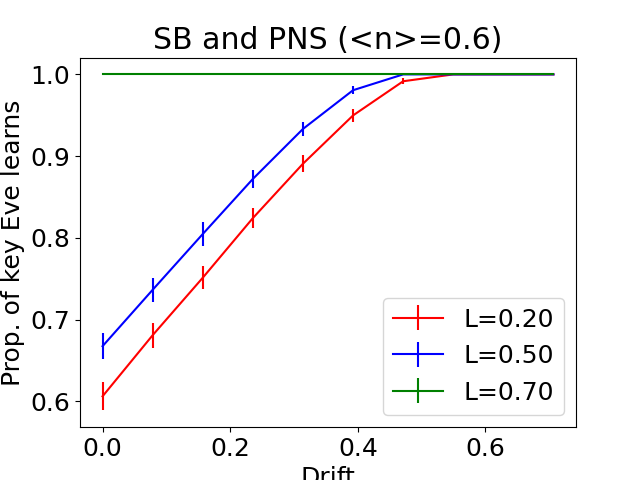 SB and PNS (<n>=0.6)
Prop. of key Eve learns
1.0
0.9
0.8
0.7
0.6
L=0.20
L=0.50
L=0.70
0.0 0.2 0.4 0.6
Drift